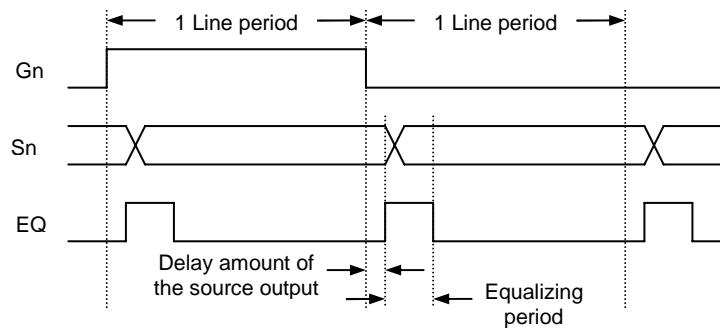 1 Line period
1 Line period
Gn
Sn
EQ
Delay amount of
the source output
Equalizing
period